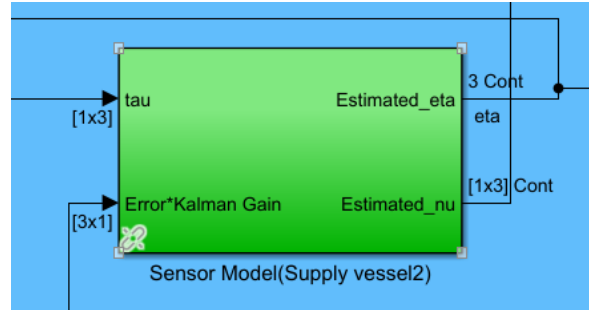 3 Cont
tau
Estimated_eta
[1x3]
eta
[1x3] Cont
Error*Kalman Gain
Estimated_nu
[3x1]
Sensor Model(Supply vessel2)